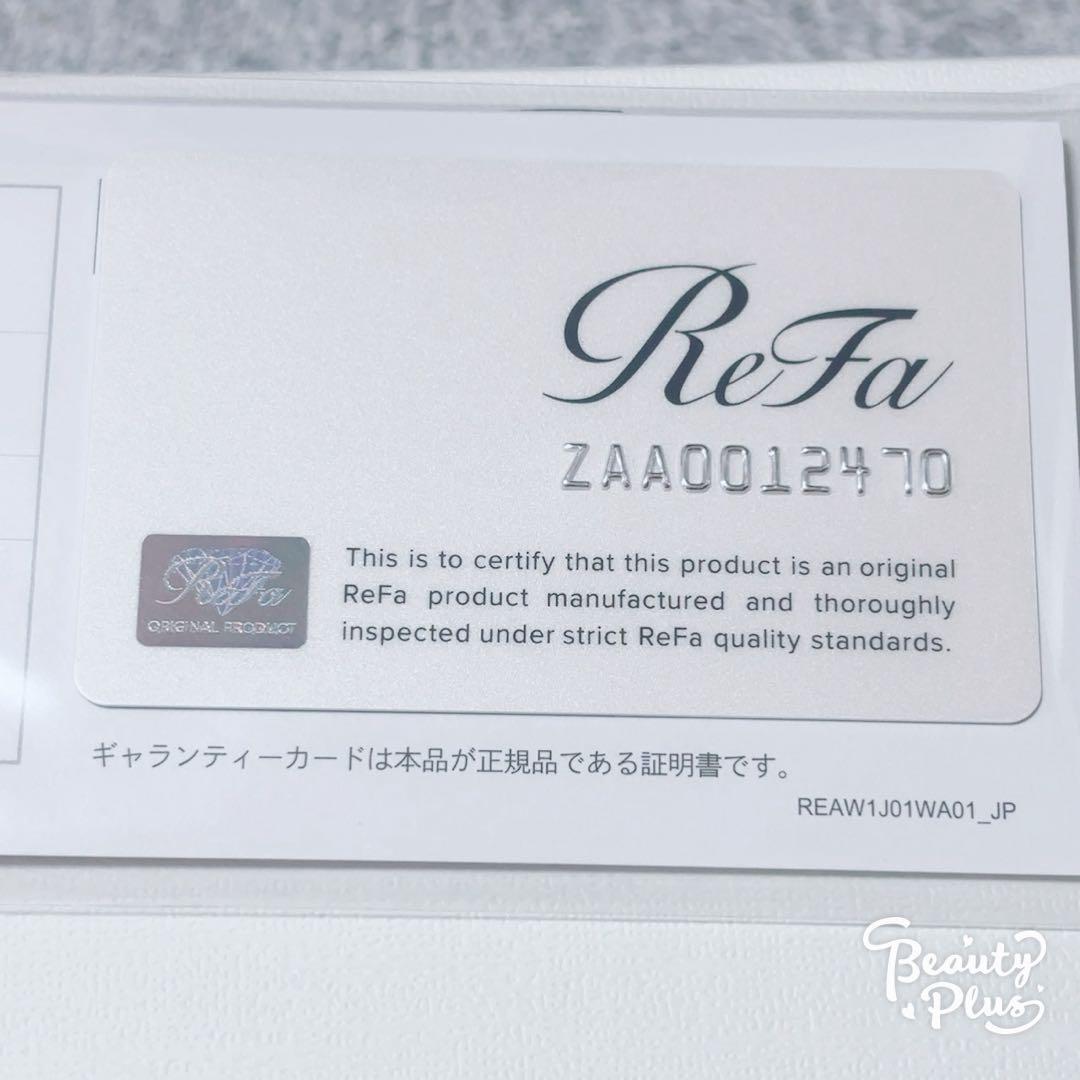 ReFa
ZAA0012470
ReFa
ORIGINAL PRODUCT
This is to certify that this product is an original
ReFa product manufactured and thoroughly
inspected under strict ReFa quality standards.
ギャランティーカードは本品が正規品である証明書です。
REAW1J01WA01_JP
Beauty
Plus